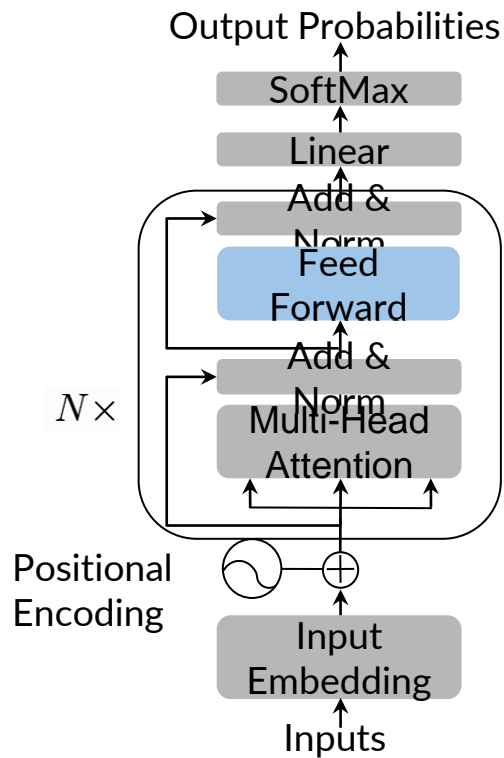 Output Probabilities
SoftMax
Linear
Add &
Norm
Feed
Forward
Add &
Norm
N×
Multi-Head
Attention
Positional
Encoding
Input
Embedding
Inputs